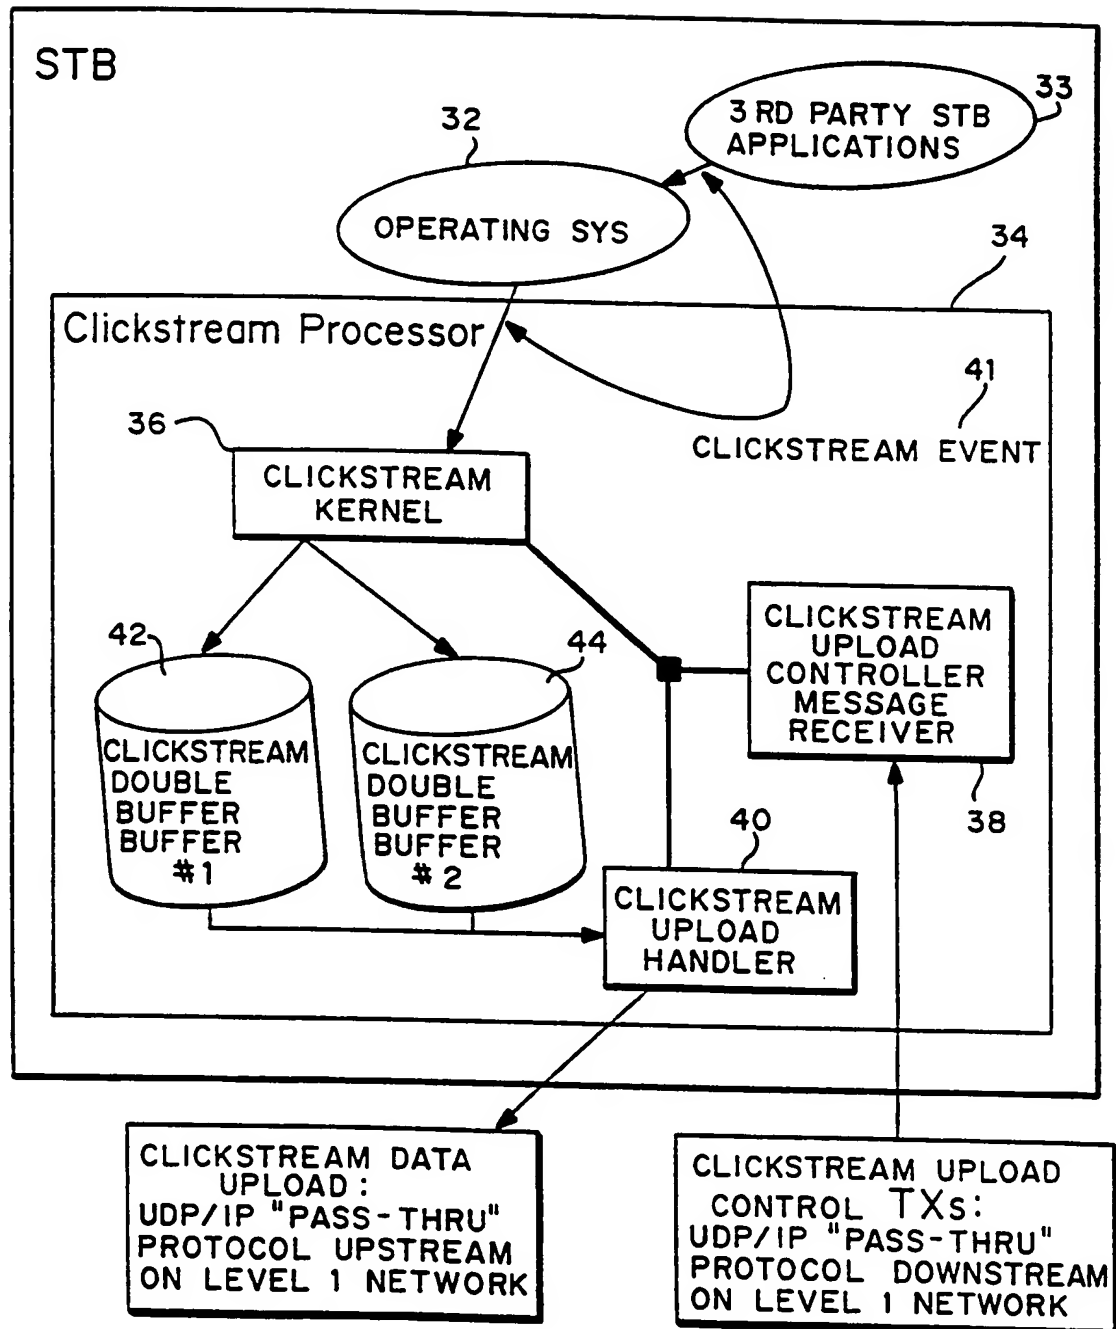 STB
33
3 RD PARTY STB
APPLICATIONS
32
OPERATING SYS
34
Clickstream Processor
41
CLICKSTREAM EVENT
36
CLICKSTREAM
KERNEL
42
44
CLICKSTREAM
DOUBLE
BUFFER
BUFFER
#1
CLICKSTREAM
DOUBLE
BUFFER
BUFFER
#2
CLICKSTREAM
UPLOAD
CONTROLLER
MESSAGE
RECEIVER
38
40
CLICKSTREAM
UPLOAD
HANDLER
CLICKSTREAM DATA
UPLOAD:
UDP/IP "PASS-THRU"
PROTOCOL UPSTREAM
ON LEVEL 1 NETWORK
CLICKSTREAM UPLOAD
CONTROL TXs:
UDP/IP "PASS-THRU"
PROTOCOL DOWNSTREAM
ON LEVEL 1 NETWORK